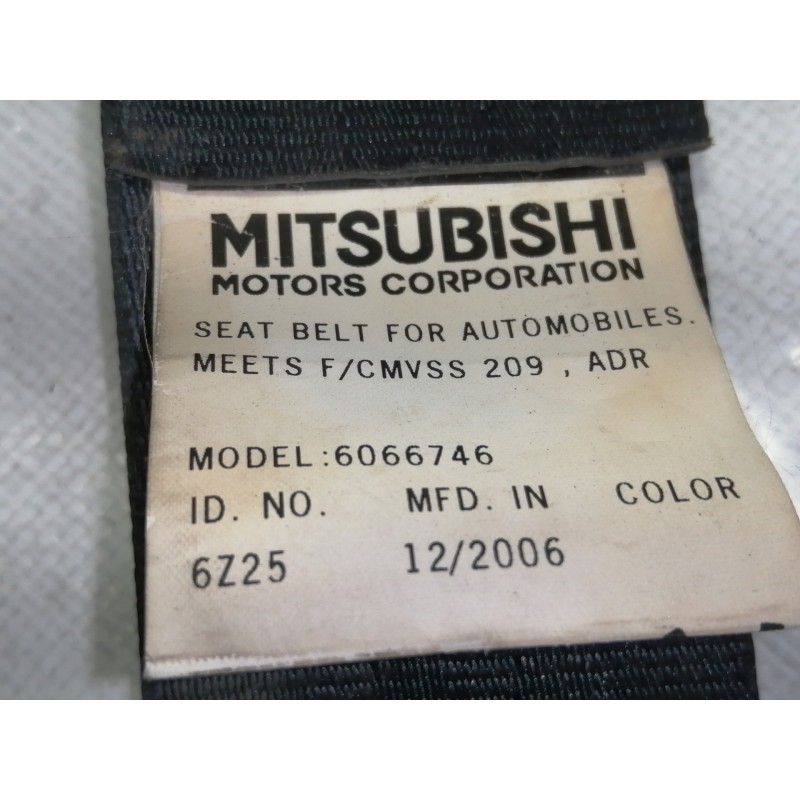 MITSUBISHI
MOTORS CORPORATION
SEAT BELT FOR AUTOMOBILES.
MEETS F/CMVSS 209 , ADR
MODEL:6066746
ID. NO. MFD. IN COLOR
6Z25 12/2006